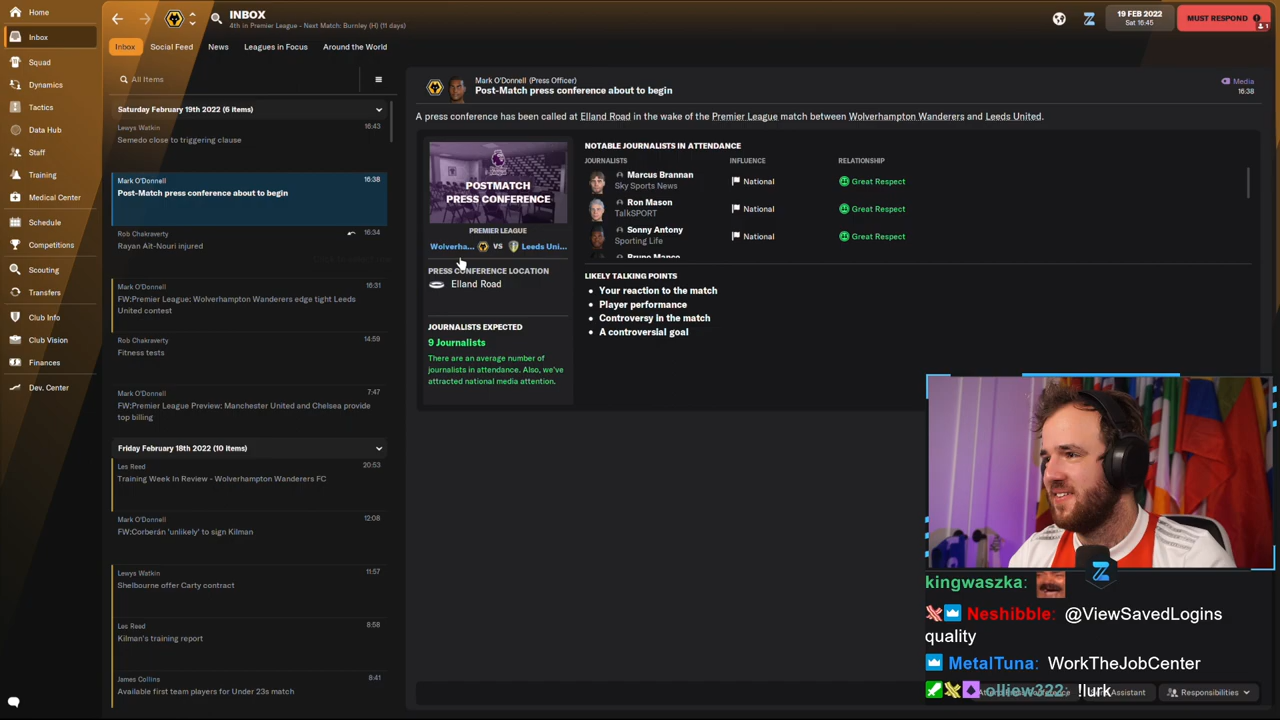 Home
Inbox
Squad
Dynamics
Tactics
Data Hub
Staff
Training
Medical Center
Schedule
Competitions
Scouting
Transfers
Club Info
Club Vision
Finances
Dev. Center
INBOX
4th in Premier League - Next Match: Burnley (H) (11 days)
19 FEB 2022
Sat 16:45
MUST RESPOND
1
Inbox
Social Feed
News
Leagues in Focus
Around the World
All Items
Saturday February 19th 2022 (6 items)
Lewys Watkin
16:43
Semedo close to triggering clause
Mark O'Donnell
16:38
Post-Match press conference about to begin
Rob Chakraverty
16:34
Rayan Ait-Nouri injured
Mark O'Donnell
16:31
FW:Premier League: Wolverhampton Wanderers edge tight Leeds
United contest
Rob Chakraverty
14:59
Fitness tests
Mark O'Donnell
7:47
FW:Premier League Preview: Manchester United and Chelsea provide
top billing
Friday February 18th 2022 (10 items)
Les Reed
20:53
Training Week In Review - Wolverhampton Wanderers FC
Mark O'Donnell
12:08
FW:Corberán 'unlikely' to sign Kilman
Lewys Watkin
11:57
Shelbourne offer Carty contract
Les Reed
8:58
Kilman's training report
James Collins
8:41
Available first team players for Under 23s match
Mark O'Donnell (Press Officer)
Post-Match press conference about to begin
Media
16:38
A press conference has been called at Elland Road in the wake of the Premier League match between Wolverhampton Wanderers and Leeds United.
POSTMATCH
PRESS CONFERENCE
PREMIER LEAGUE
Wolverha... VS Leeds Uni...
PRESS CONFERENCE LOCATION
Elland Road
JOURNALISTS EXPECTED
9 Journalists
There are an average number of
journalists in attendance. Also, we've
attracted national media attention.
NOTABLE JOURNALISTS IN ATTENDANCE
JOURNALISTS
INFLUENCE
RELATIONSHIP
Marcus Brannan
Sky Sports News
National
Great Respect
Ron Mason
TalkSPORT
National
Great Respect
Sonny Antony
Sporting Life
National
Great Respect
LIKELY TALKING POINTS
• Your reaction to the match
• Player performance
• Controversy in the match
• A controversial goal
kingwaszka:
Neshibble: @ViewSavedLogins
quality
MetalTuna: WorkTheJobCenter
olliew322: !lurk
Assistant
Responsibilities